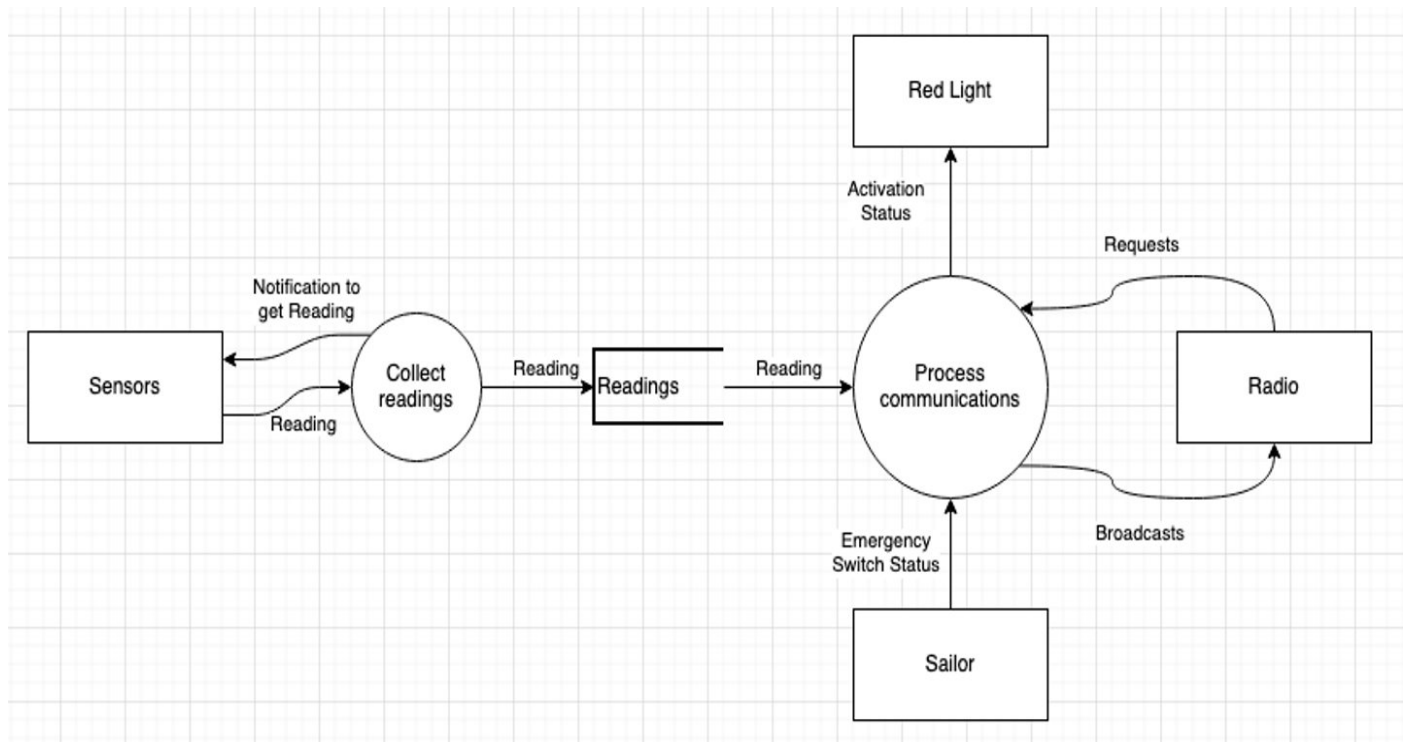 Red Light
Activation
Status
Requests
Notification to
get Reading
Sensors
Collect
readings
Reading
Reading
Readings
Reading
Process
communications
Radio
Broadcasts
Emergency
Switch Status
Sailor